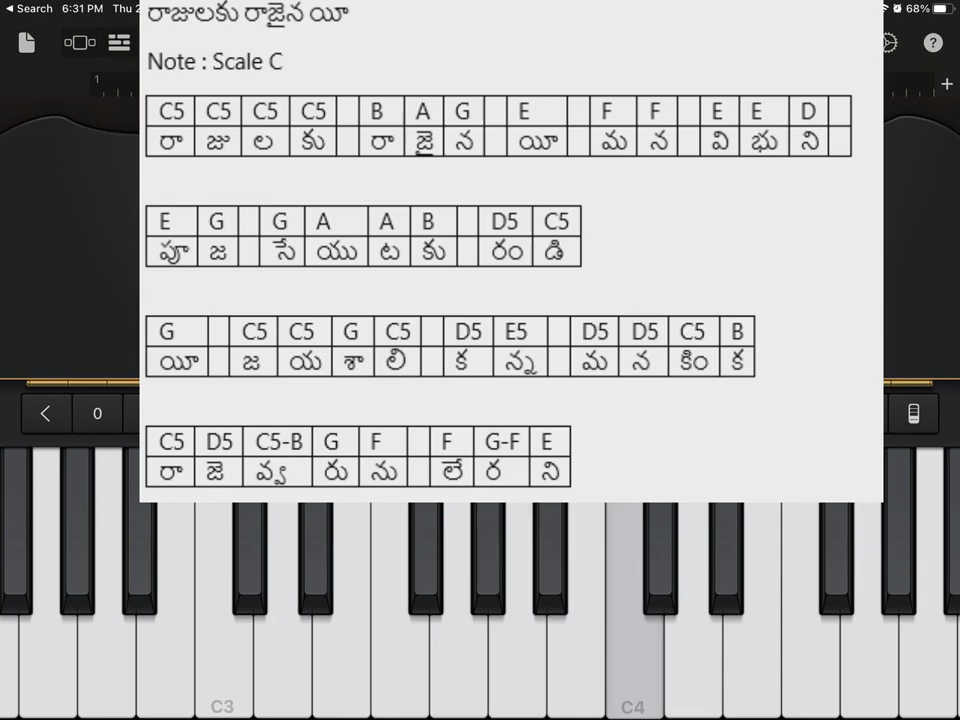 Search 6:31 PM Thu 2 68%
రాజులకు రాజైన యీ
Note : Scale C
1
C5 C5 C5 C5 B A G E F F E E D
రా జు ల కు రా జై న యీ మ న వి భు ని
E G G A A B D5 C5
పూ జ సే యు ట కు రం డి
G C5 C5 G C5 D5 E5 D5 D5 C5 B
యీ జ య శా లి క న్న మ న కిం క
0
C5 D5 C5-B G F F G-F E
రా జె వ్వ రు ను లే ర ని
C3 C4